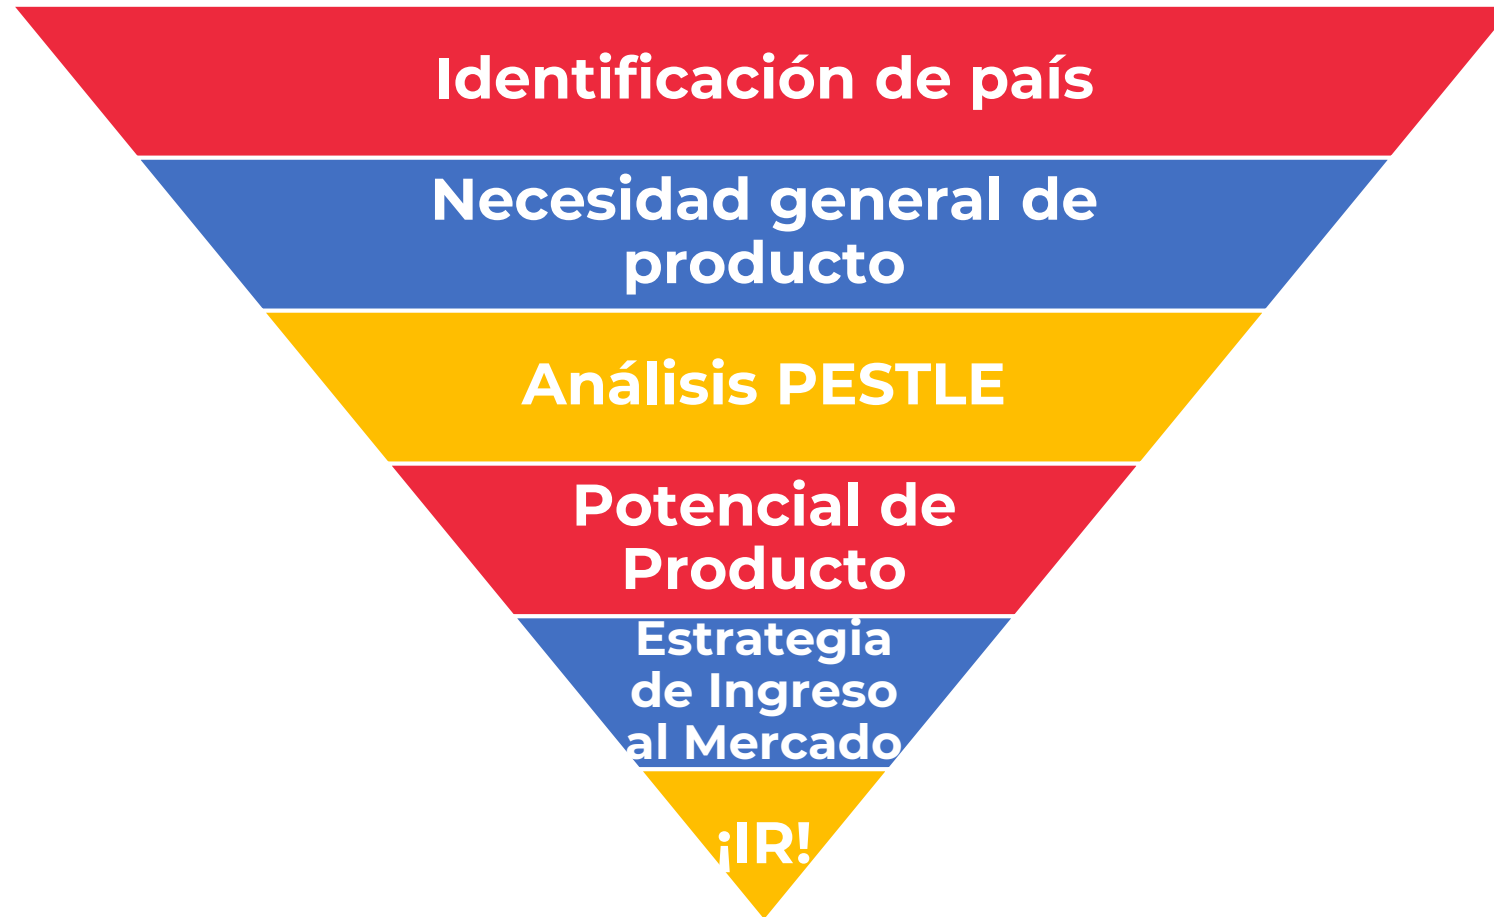 Identificación de país
Necesidad general de
producto
Análisis PESTLE
Potencial de
Producto
Estrategia
de Ingreso
al Mercado
¡IR!